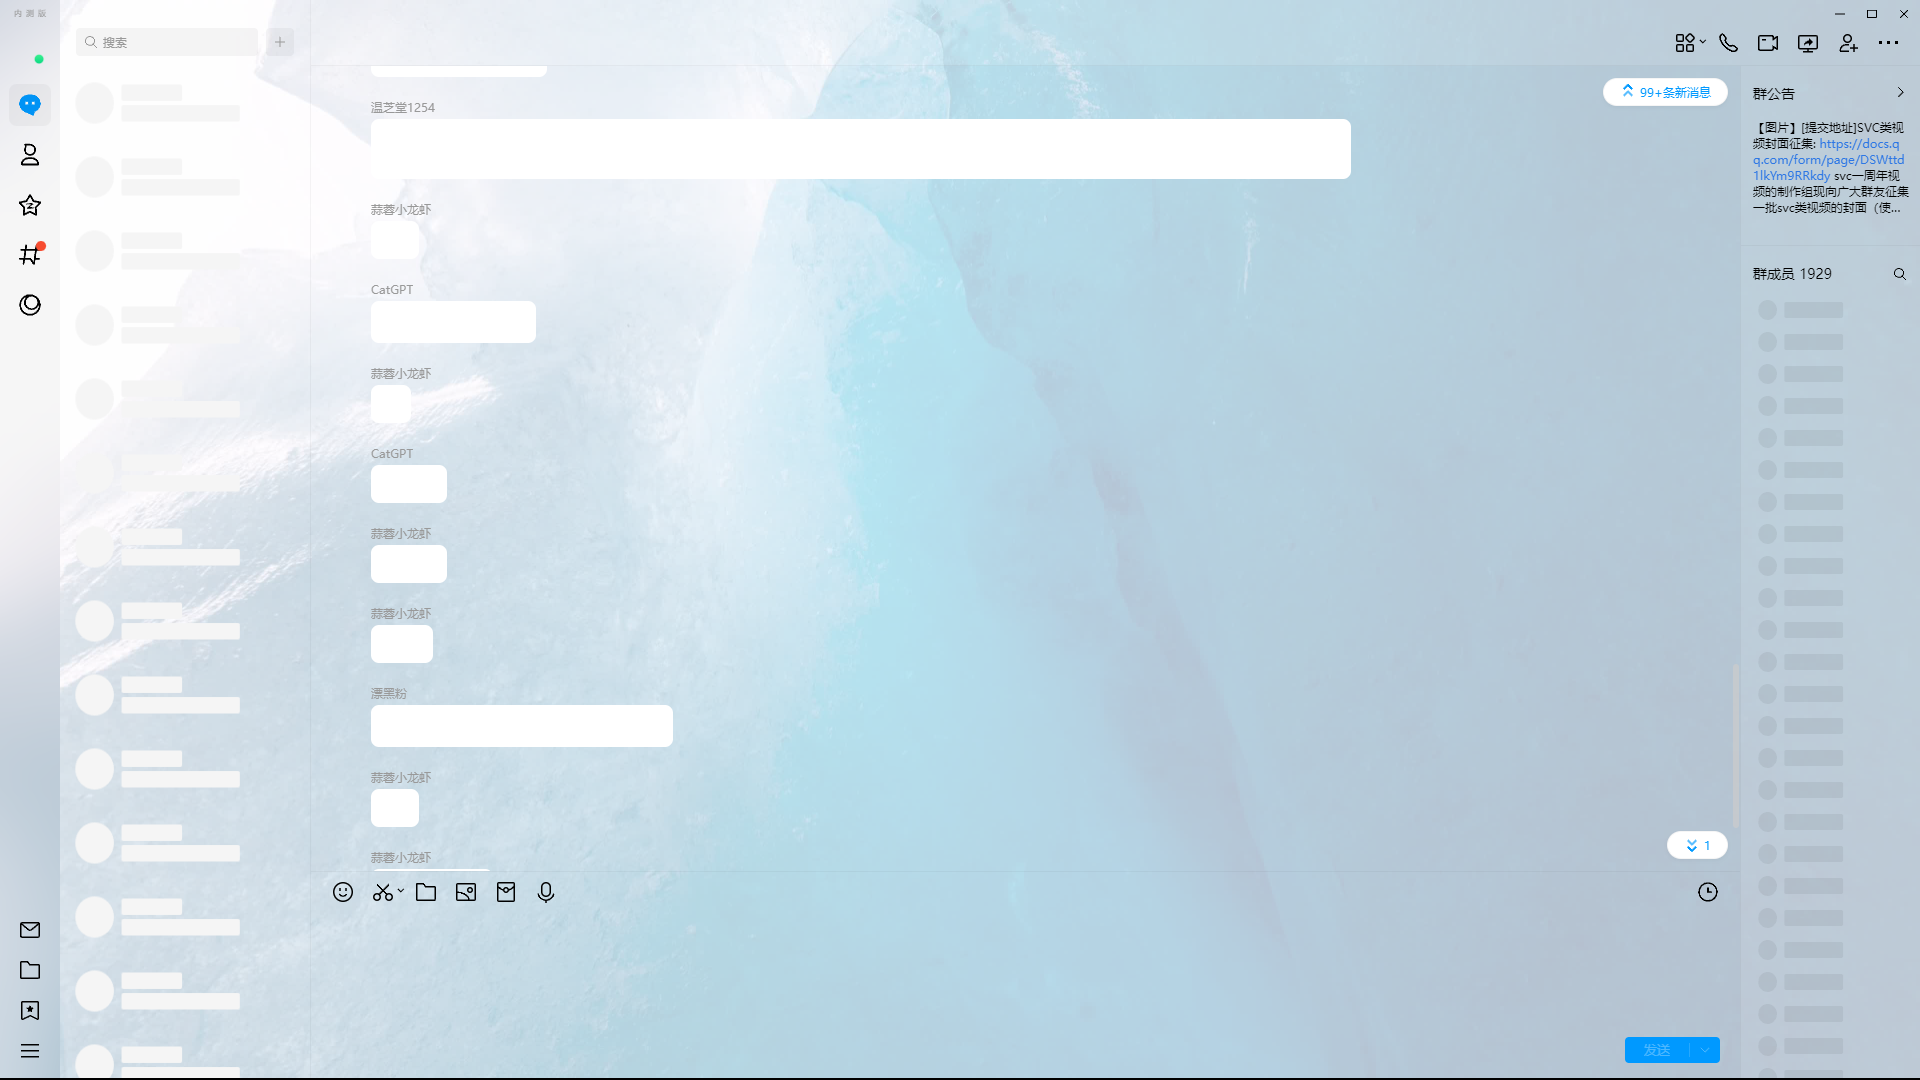 内测版
搜索
99+条新消息
温芝堂1254
蒜蓉小龙虾
CatGPT
蒜蓉小龙虾
CatGPT
蒜蓉小龙虾
蒜蓉小龙虾
漂黑粉
蒜蓉小龙虾
蒜蓉小龙虾
1
发送
群公告
【图片】[提交地址]SVC类视
频封面征集: https://docs.q
q.com/form/page/DSWttd
1lkYm9RRkdy svc一周年视
频的制作组现向广大群友征集
一批svc类视频的封面（使...
群成员 1929